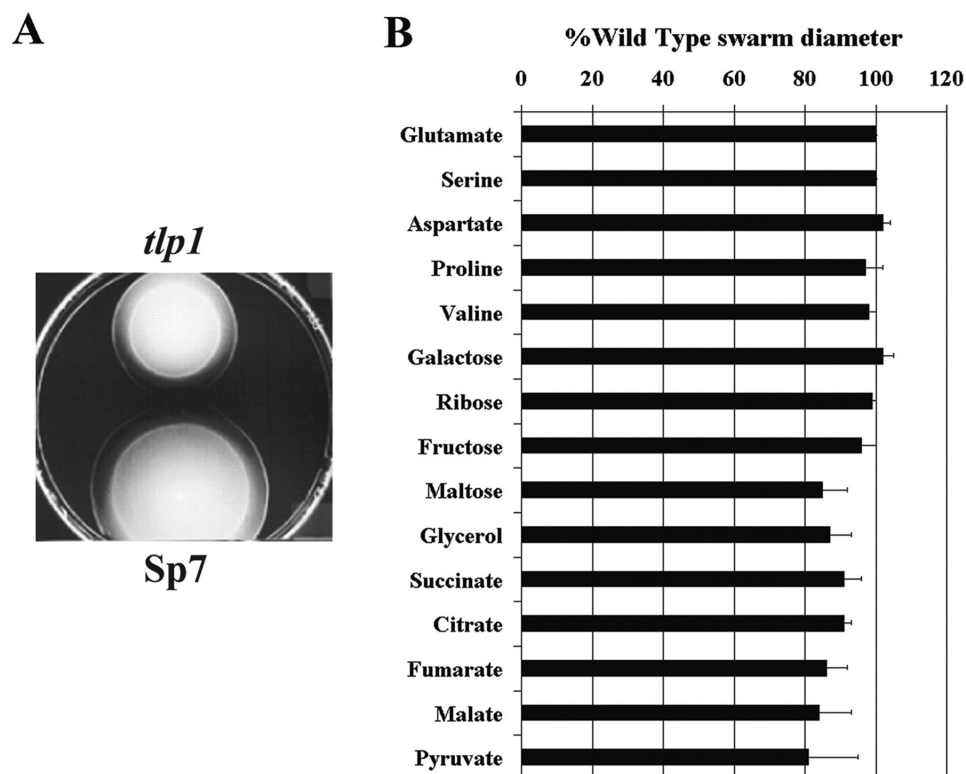 A
tlp1
Sp7
B
%Wild Type swarm diameter
0 20 40 60 80 100 120
Glutamate
Serine
Aspartate
Proline
Valine
Galactose
Ribose
Fructose
Maltose
Glycerol
Succinate
Citrate
Fumarate
Malate
Pyruvate